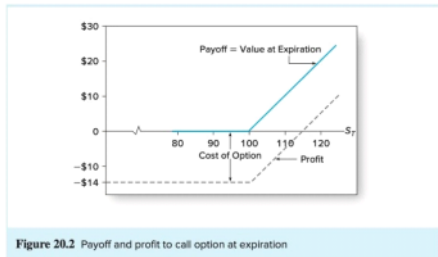 $30
Payoff = Value at Expiration
$20
$10
0
S_T
80 90 100 110 120
Cost of Option
Profit
–$10
–$14
Figure 20.2 Payoff and profit to call option at expiration